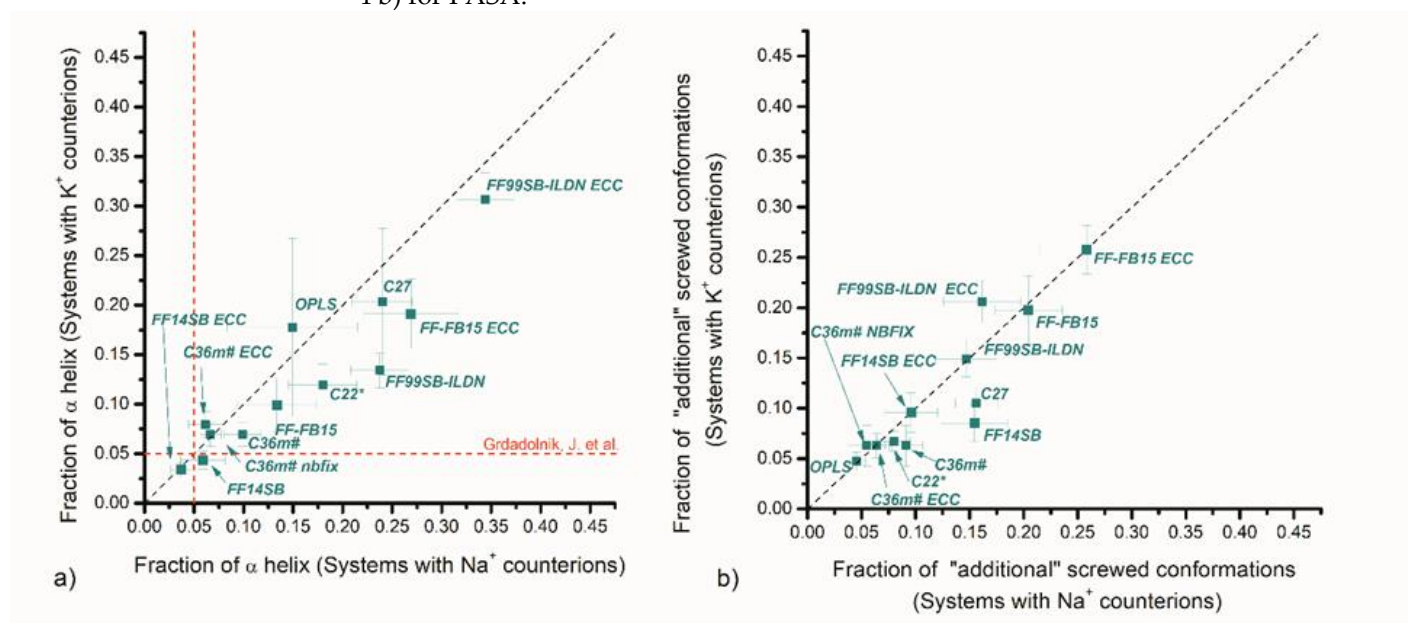 1 b) for PASA.
Fraction of α helix (Systems with K⁺ counterions)
0.45
0.40
0.35
0.30
0.25
0.20
0.15
0.10
0.05
0.00
FF99SB-ILDN ECC
C27
OPLS
FF-FB15 ECC
FF14SB ECC
C36m# ECC
FF99SB-ILDN
C22*
FF-FB15
C36m#
Grdadolnik, J. et al.
C36m# nbfix
FF14SB
0.00 0.05 0.10 0.15 0.20 0.25 0.30 0.35 0.40 0.45
Fraction of α helix (Systems with Na⁺ counterions)
a)
Fraction of "additional" screwed conformations
(Systems with K⁺ counterions)
0.45
0.40
0.35
0.30
0.25
0.20
0.15
0.10
0.05
0.00
FF-FB15 ECC
FF99SB-ILDN ECC
FF-FB15
C36m# NBFIX
FF14SB ECC
FF99SB-ILDN
C27
FF14SB
OPLS
C36m#
C22*
C36m# ECC
0.00 0.05 0.10 0.15 0.20 0.25 0.30 0.35 0.40 0.45
Fraction of "additional" screwed conformations
(Systems with Na⁺ counterions)
b)